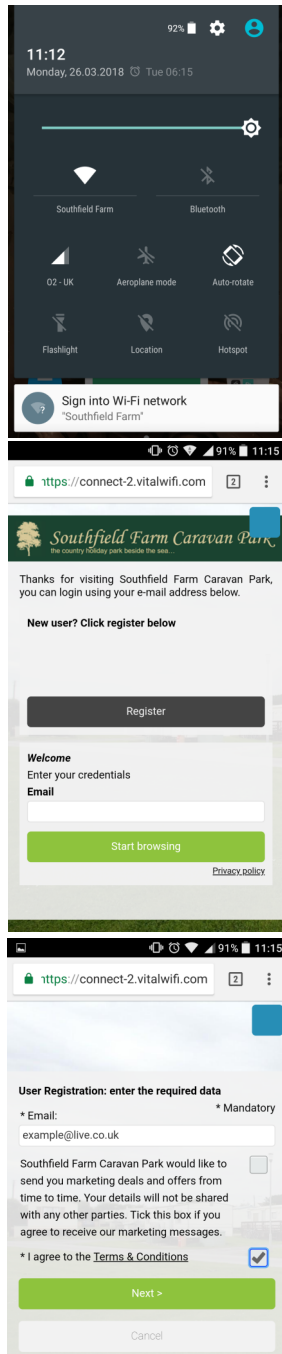 92%
11:12
Monday, 26.03.2018 Tue 06:15
Southfield Farm
Bluetooth
O2 - UK
Aeroplane mode
Auto-rotate
Flashlight
Location
Hotspot
Sign into Wi-Fi network
"Southfield Farm"
91% 11:15
https://connect-2.vitalwifi.com 2
Southfield Farm Caravan Park
the country holiday park beside the sea...
Thanks for visiting Southfield Farm Caravan Park,
you can login using your e-mail address below.
New user? Click register below
Register
Welcome
Enter your credentials
Email
Start browsing
Privacy policy
91% 11:15
https://connect-2.vitalwifi.com 2
User Registration: enter the required data
* Mandatory
* Email:
example@live.co.uk
Southfield Farm Caravan Park would like to
send you marketing deals and offers from
time to time. Your details will not be shared
with any other parties. Tick this box if you
agree to receive our marketing messages.
* I agree to the Terms & Conditions
Next >
Cancel